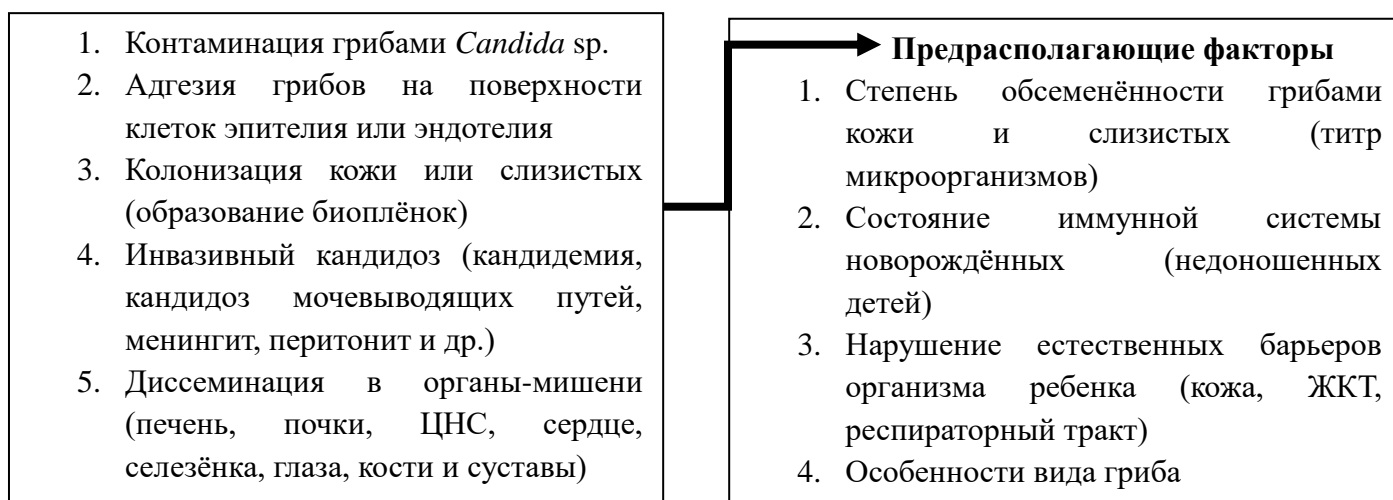 1. Контаминация грибами Candida sp.
2. Адгезия грибов на поверхности
клеток эпителия или эндотелия
3. Колонизация кожи или слизистых
(образование биоплёнок)
4. Инвазивный кандидоз (кандидемия,
кандидоз мочевыводящих путей,
менингит, перитонит и др.)
5. Диссеминация в органы-мишени
(печень, почки, ЦНС, сердце,
селезёнка, глаза, кости и суставы)
Предрасполагающие факторы
1. Степень обсеменённости грибами
кожи и слизистых (титр
микроорганизмов)
2. Состояние иммунной системы
новорождённых (недоношенных
детей)
3. Нарушение естественных барьеров
организма ребенка (кожа, ЖКТ,
респираторный тракт)
4. Особенности вида гриба